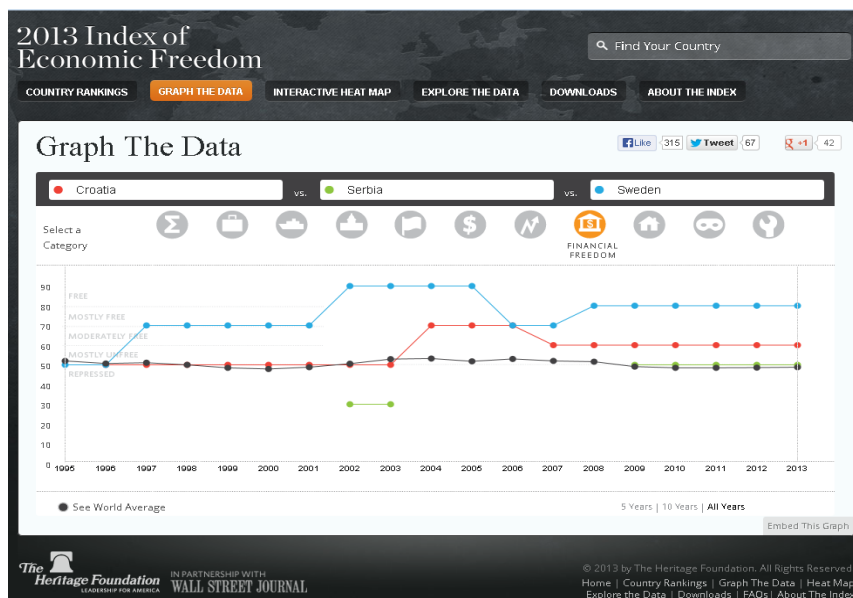 2013 Index of
Economic Freedom
Find Your Country
COUNTRY RANKINGS GRAPH THE DATA INTERACTIVE HEAT MAP EXPLORE THE DATA DOWNLOADS ABOUT THE INDEX
Graph The Data
Like 315 Tweet 67 +1 42
Croatia vs. Serbia vs. Sweden
Select a
Category
FINANCIAL
FREEDOM
90
FREE
80
MOSTLY FREE
70
MODERATELY FREE
60
MOSTLY UNFREE
50
REPRESSED
40
30
20
10
0
1995 1996 1997 1998 1999 2000 2001 2002 2003 2004 2005 2006 2007 2008 2009 2010 2011 2012 2013
See World Average
5 Years | 10 Years | All Years
Embed This Graph
The Heritage Foundation
LEADERSHIP FOR AMERICA
IN PARTNERSHIP WITH
WALL STREET JOURNAL
© 2013 by The Heritage Foundation. All Rights Reserved
Home | Country Rankings | Graph The Data | Heat Map
Explore the Data | Downloads | FAQs | About The Index